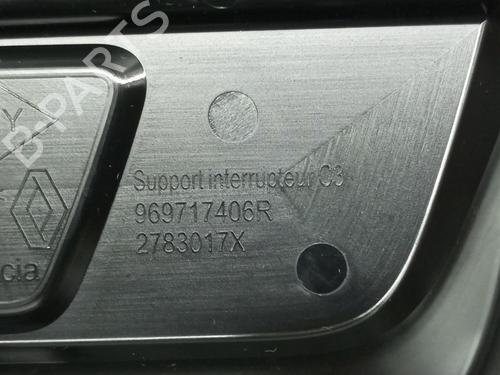 B-PARTS
Y
Support interrupteur C3
969717406R
2783017X
cia